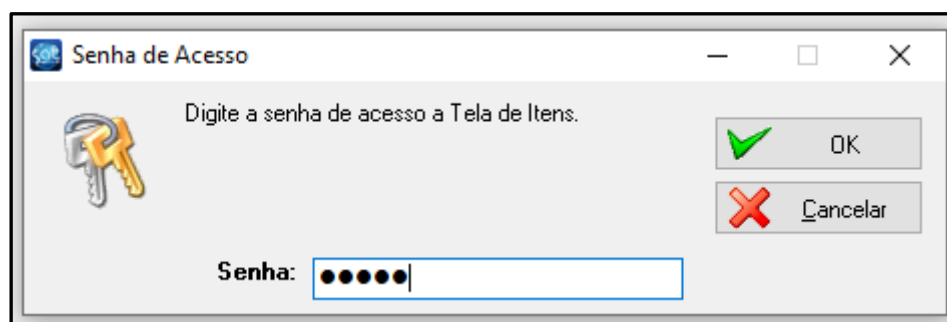 Senha de Acesso
Digite a senha de acesso a Tela de Itens.
OK
Cancelar
Senha: ●●●●●